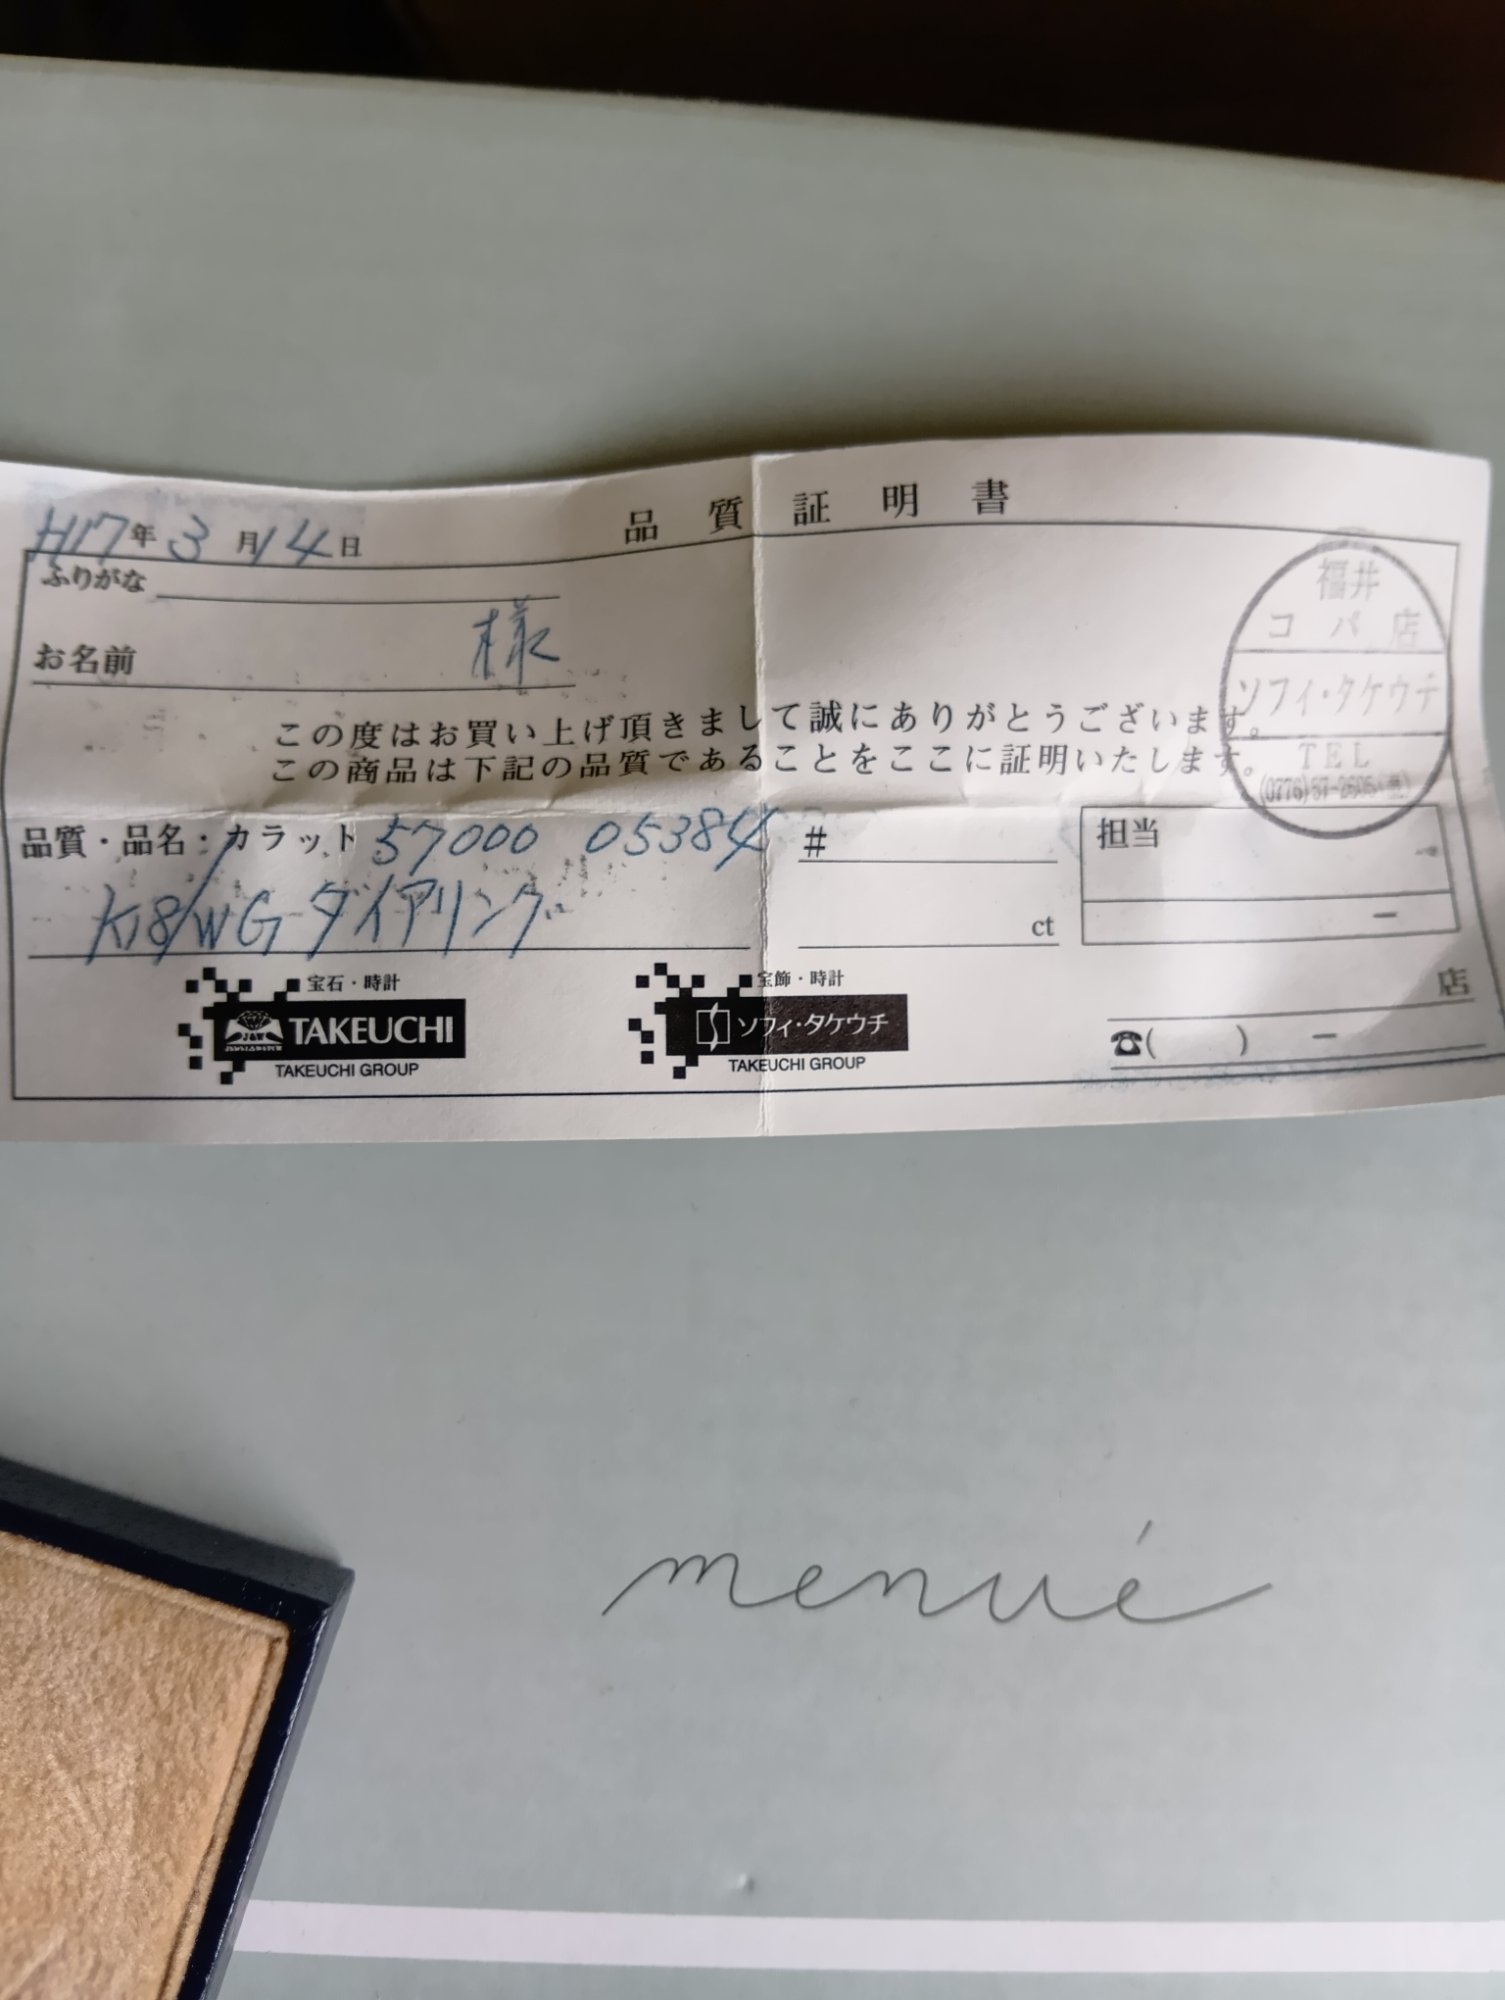 品質証明書
H17年3月14日
ふりがな
お名前 様
福井
コパ店
ソフィ・タケウチ
TEL
この度はお買い上げ頂きまして誠にありがとうございます。
この商品は下記の品質であることをここに証明いたします。
品質・品名・カラット 57000 05384
#
担当
K18/WG ダイアリング
ct
宝石・時計
TAKEUCHI
TAKEUCHI GROUP
宝飾・時計
ソフィ・タケウチ
TAKEUCHI GROUP
店
☎( ) ー
menué